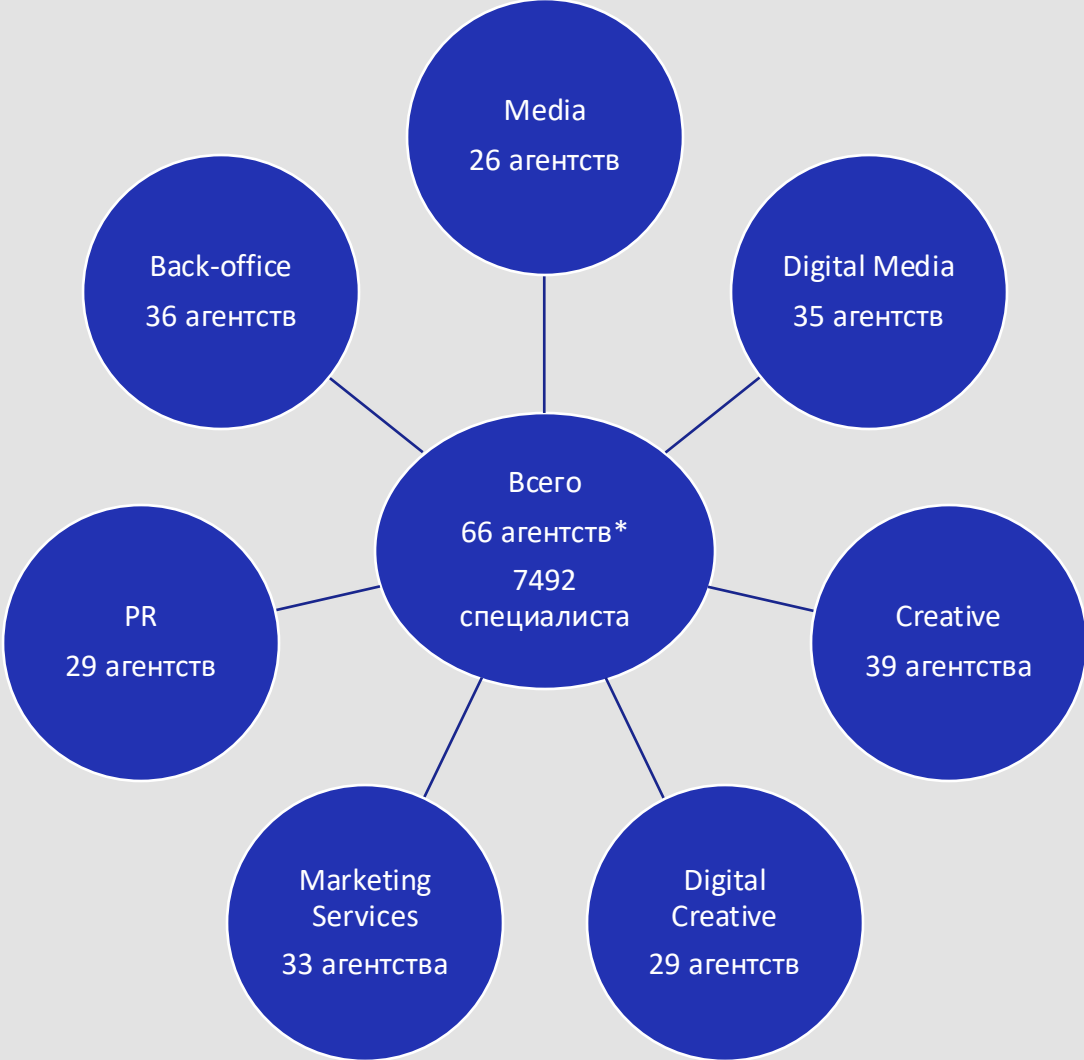 Media
26 агентств
Back-office
36 агентств
Digital Media
35 агентств
Всего
66 агентств*
7492
специалиста
PR
29 агентств
Creative
39 агентства
Marketing
Services
33 агентства
Digital
Creative
29 агентств